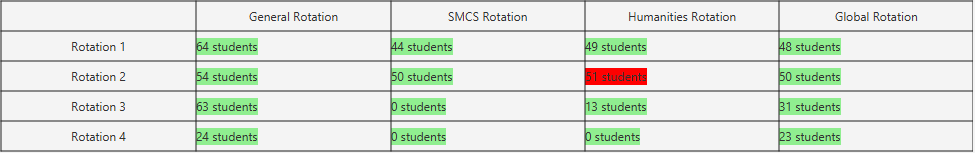 General Rotation SMCS Rotation Humanities Rotation Global Rotation
Rotation 1 64 students 44 students 49 students 48 students
Rotation 2 54 students 50 students 51 students 50 students
Rotation 3 63 students 0 students 13 students 31 students
Rotation 4 24 students 0 students 0 students 23 students